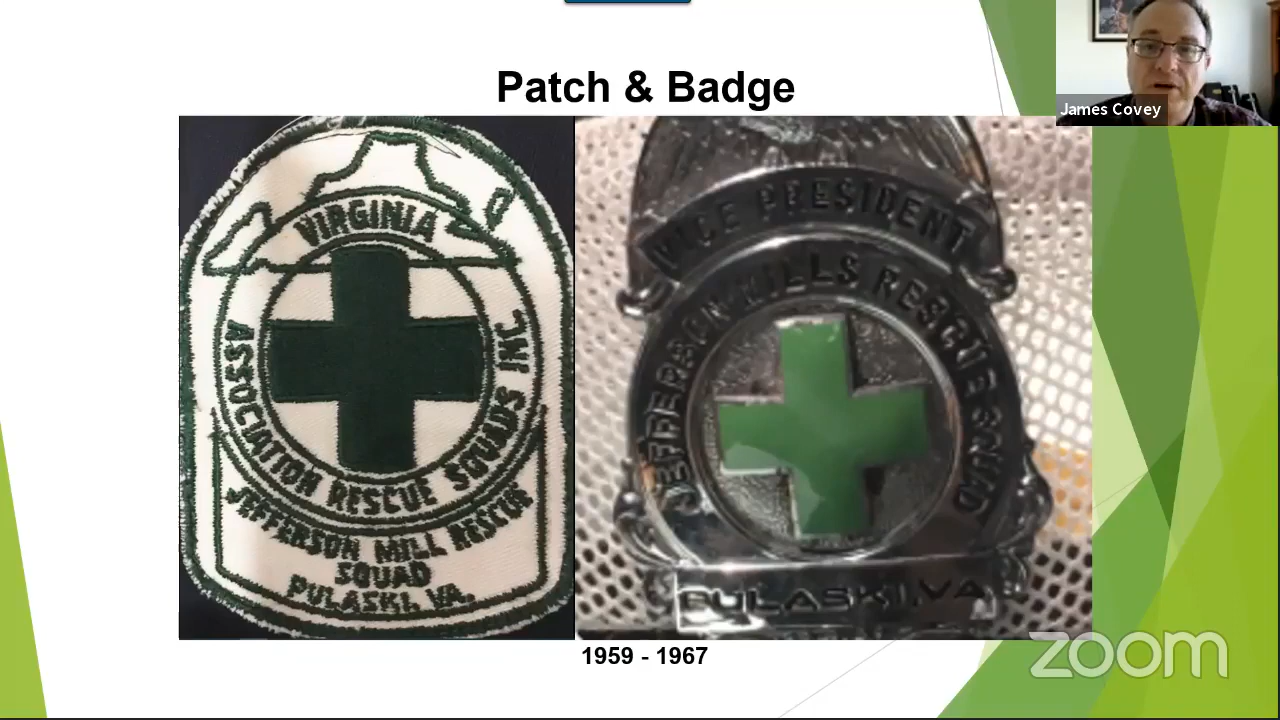 Patch & Badge
James Covey
VIRGINIA
ASSOCIATION RESCUE SQUADS INC.
JEFFERSON MILL RESCUE
SQUAD
PULASKI, VA.
VICE PRESIDENT
JEFFERSON MILLS RESCUE SQUAD
PULASKI, VA
1959 - 1967
zoom